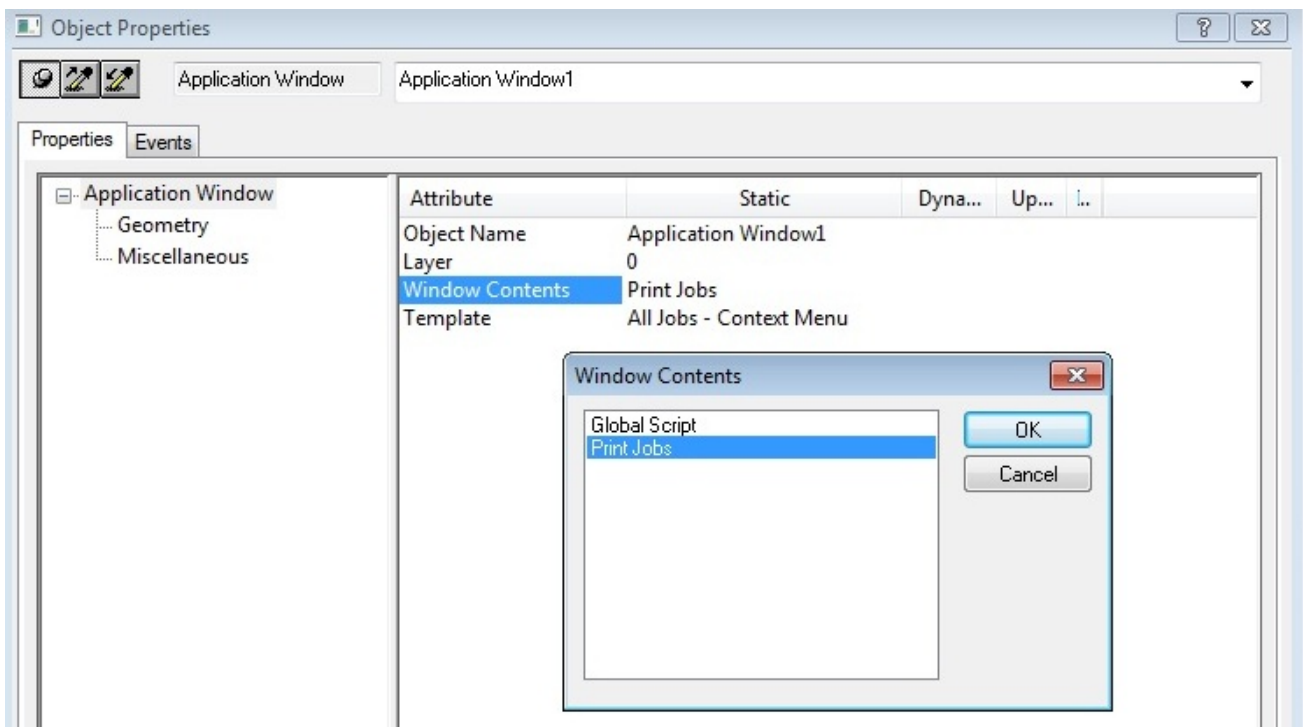 Object Properties
Application Window Application Window1
Properties Events
Application Window
Geometry
Miscellaneous
Attribute Static Dyna... Up... I..
Object Name Application Window1
Layer 0
Window Contents Print Jobs
Template All Jobs - Context Menu
Window Contents
Global Script
Print Jobs
OK
Cancel